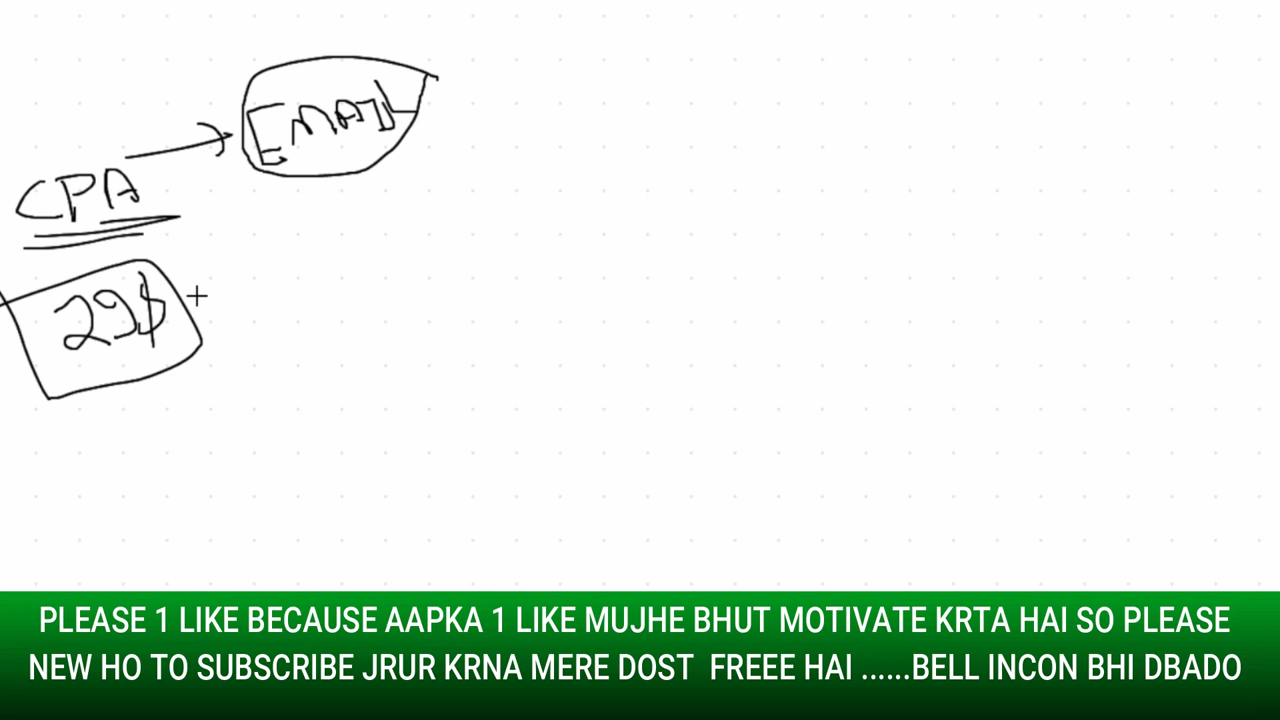 EMAIL
CPA
29$
PLEASE 1 LIKE BECAUSE AAPKA 1 LIKE MUJHE BHUT MOTIVATE KRTA HAI SO PLEASE
NEW HO TO SUBSCRIBE JRUR KRNA MERE DOST FREEE HAI ......BELL INCON BHI DBADO